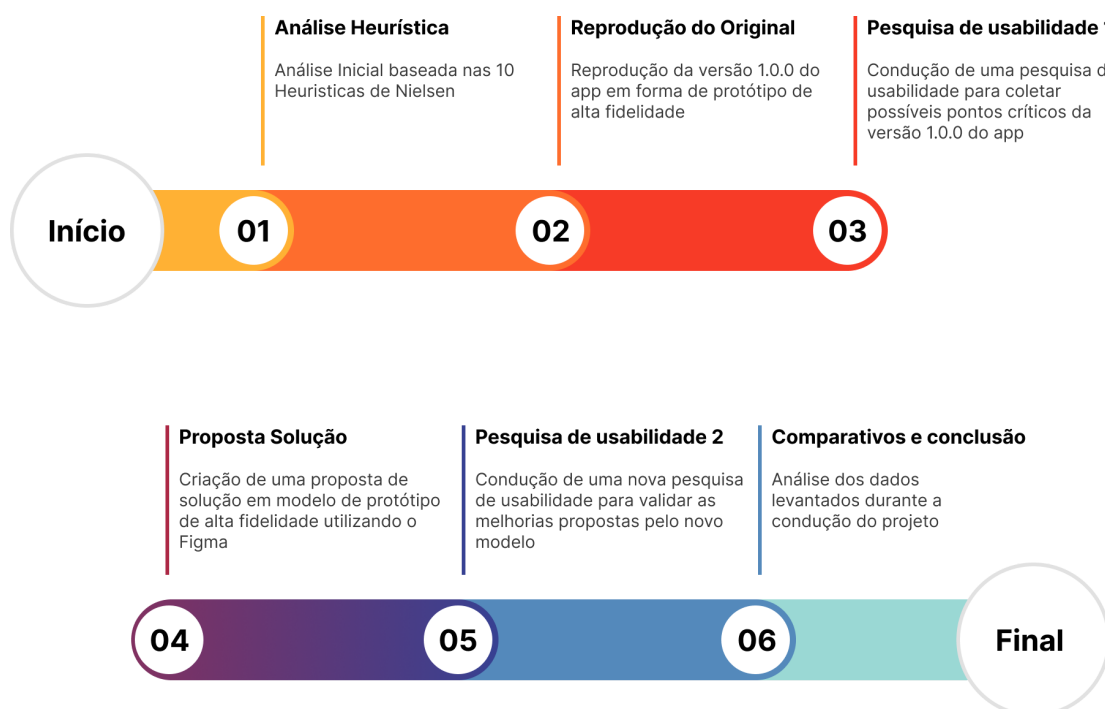 Análise Heurística
Análise Inicial baseada nas 10
Heuristicas de Nielsen
Reprodução do Original
Reprodução da versão 1.0.0 do
app em forma de protótipo de
alta fidelidade
Pesquisa de usabilidade
Condução de uma pesquisa
usabilidade para coletar
possíveis pontos críticos da
versão 1.0.0 do app
Início
01
02
03
Proposta Solução
Criação de uma proposta de
solução em modelo de protótipo
de alta fidelidade utilizando o
Figma
Pesquisa de usabilidade 2
Condução de uma nova pesquisa
de usabilidade para validar as
melhorias propostas pelo novo
modelo
Comparativos e conclusão
Análise dos dados
levantados durante a
condução do projeto
04
05
06
Final